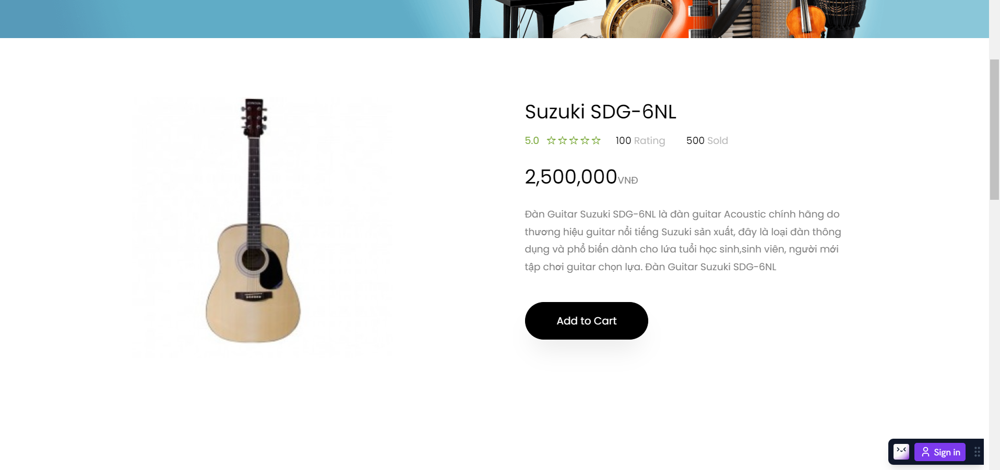 Suzuki SDG-6NL
5.0 100 Rating 500 Sold
2,500,000VNĐ
Đàn Guitar Suzuki SDG-6NL là đàn guitar Acoustic chính hãng do
thương hiệu guitar nổi tiếng Suzuki sản xuất, đây là loại đàn thông
dụng và phổ biến dành cho lứa tuổi học sinh,sinh viên, người mới
tập chơi guitar chọn lựa. Đàn Guitar Suzuki SDG-6NL
Add to Cart
Sign in